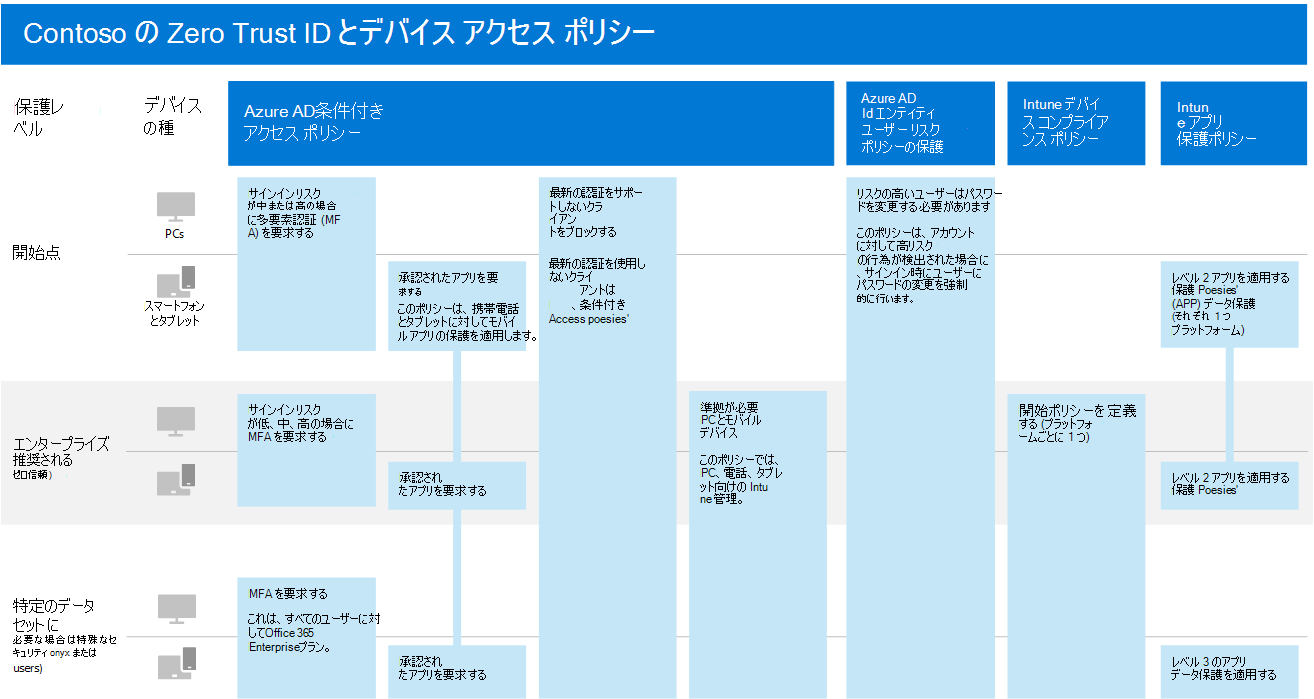 Contoso の Zero Trust ID とデバイス アクセス ポリシー
保護レ
ベル
デバイス
の種
Azure AD条件付き
アクセス ポリシー
Azure AD
Id エンティティ
ユーザー リスク
ポリシーの保護
Intune デバイ
ス コンプライア
ンス ポリシー
Intun
e アプリ
保護ポリシー
開始点
PCs
スマートフォン
とタブレット
サインインリスク
が中または高の場合
に多要素認証 (MF
A) を要求する
承認されたアプリを要
求する
このポリシーは、携帯電話
とタブレットに対してモバイ
ル アプリの保護を適用します。
最新の認証をサポー
トしないクラ
イアン
トをブロックする
最新の認証を使用し
ないクライ
アントは
、条件付き
Access poesies'
リスクの高いユーザーはパスワー
ドを変更する必要があります
このポリシーは、アカウント
に対して高リスク
の行為が検出された場合に
、サインイン時にユーザーに
パスワードの変更を強制
的に行います。
レベル 2 アプリを適用する
保護 Poesies'
(APP) データ保護
(それぞれ 1 つ
プラットフォーム)
エンタープライズ
推奨される
ゼロ信頼)
サインインリスク
が低、中、高の場合に
MFA を要求する
承認され
たアプリを要求する
準拠が必要
PCとモバイル
デバイス
このポリシーでは、
PC、電話、タブレ
ット向けの Intu
ne 管理。
開始ポリシーを 定義
する (プラットフォ
ームごとに 1 つ)
レベル 2 アプリを適用する
保護 Poesies'
特定のデータ
セットに
必要な場合は特殊なセ
キュリティ onyx または
users)
MFA を要求する
これは、すべてのユーザーに対
してOffice 365
Enterpriseプラン。
承認され
たアプリを要求する
レベル 3 のアプリ
データ保護を適用する